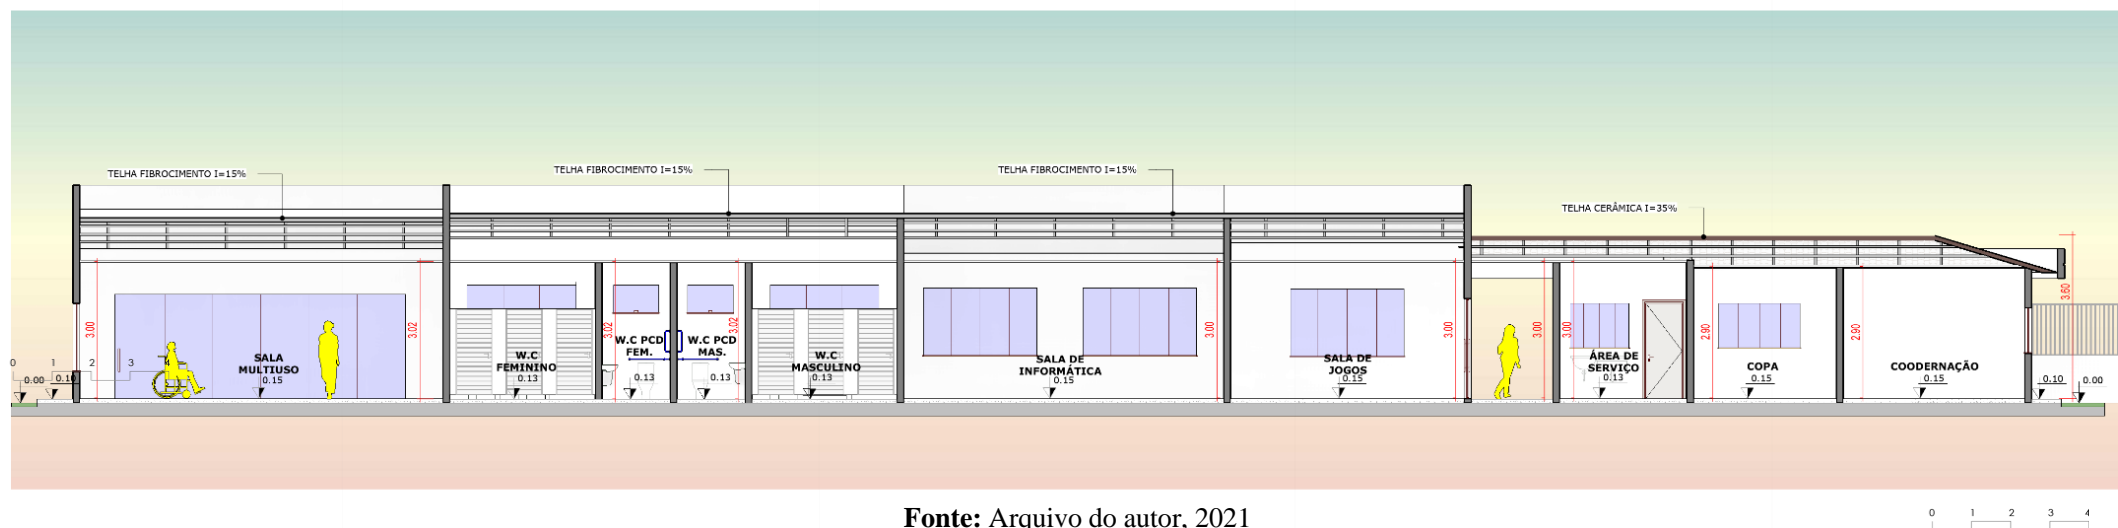 TELHA FIBROCIMENTO I=15%
TELHA FIBROCIMENTO I=15%
TELHA FIBROCIMENTO I=15%
TELHA CERÂMICA I=35%
3.00
3.02
3.02
3.02
3.00
3.00
3.00
3.00
2.90
2.90
3.60
0 1 2 3
0.00
0.10
SALA
MULTIUSO
0.15
W.C
FEMININO
0.13
W.C PCD
FEM.
0.13
W.C PCD
MAS.
0.13
W.C
MASCULINO
0.13
SALA DE
INFORMÁTICA
0.15
SALA DE
JOGOS
0.15
ÁREA DE
SERVIÇO
0.13
COPA
0.15
COODERNAÇÃO
0.15
0.10
0.00
Fonte: Arquivo do autor, 2021
0 1 2 3 4